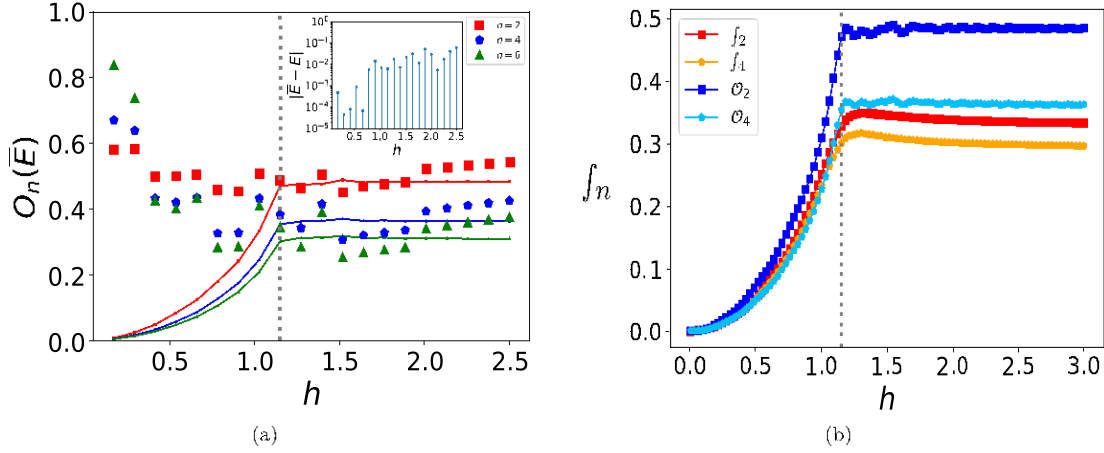 1.0
0.8
0.6
0.4
0.2
0.0
O_n(E̅)
0.5 1.0 1.5 2.0 2.5
h
10^0
10^-1
10^-2
10^-3
10^-4
10^-5
|E̅ − E|
0.5 1.0 1.5 2.0 2.5
h
n=2
n=4
n=6
(a)
0.5
0.4
0.3
0.2
0.1
0.0
f_n
f_2
f_4
𝒪_2
𝒪_4
0.0 0.5 1.0 1.5 2.0 2.5 3.0
h
(b)